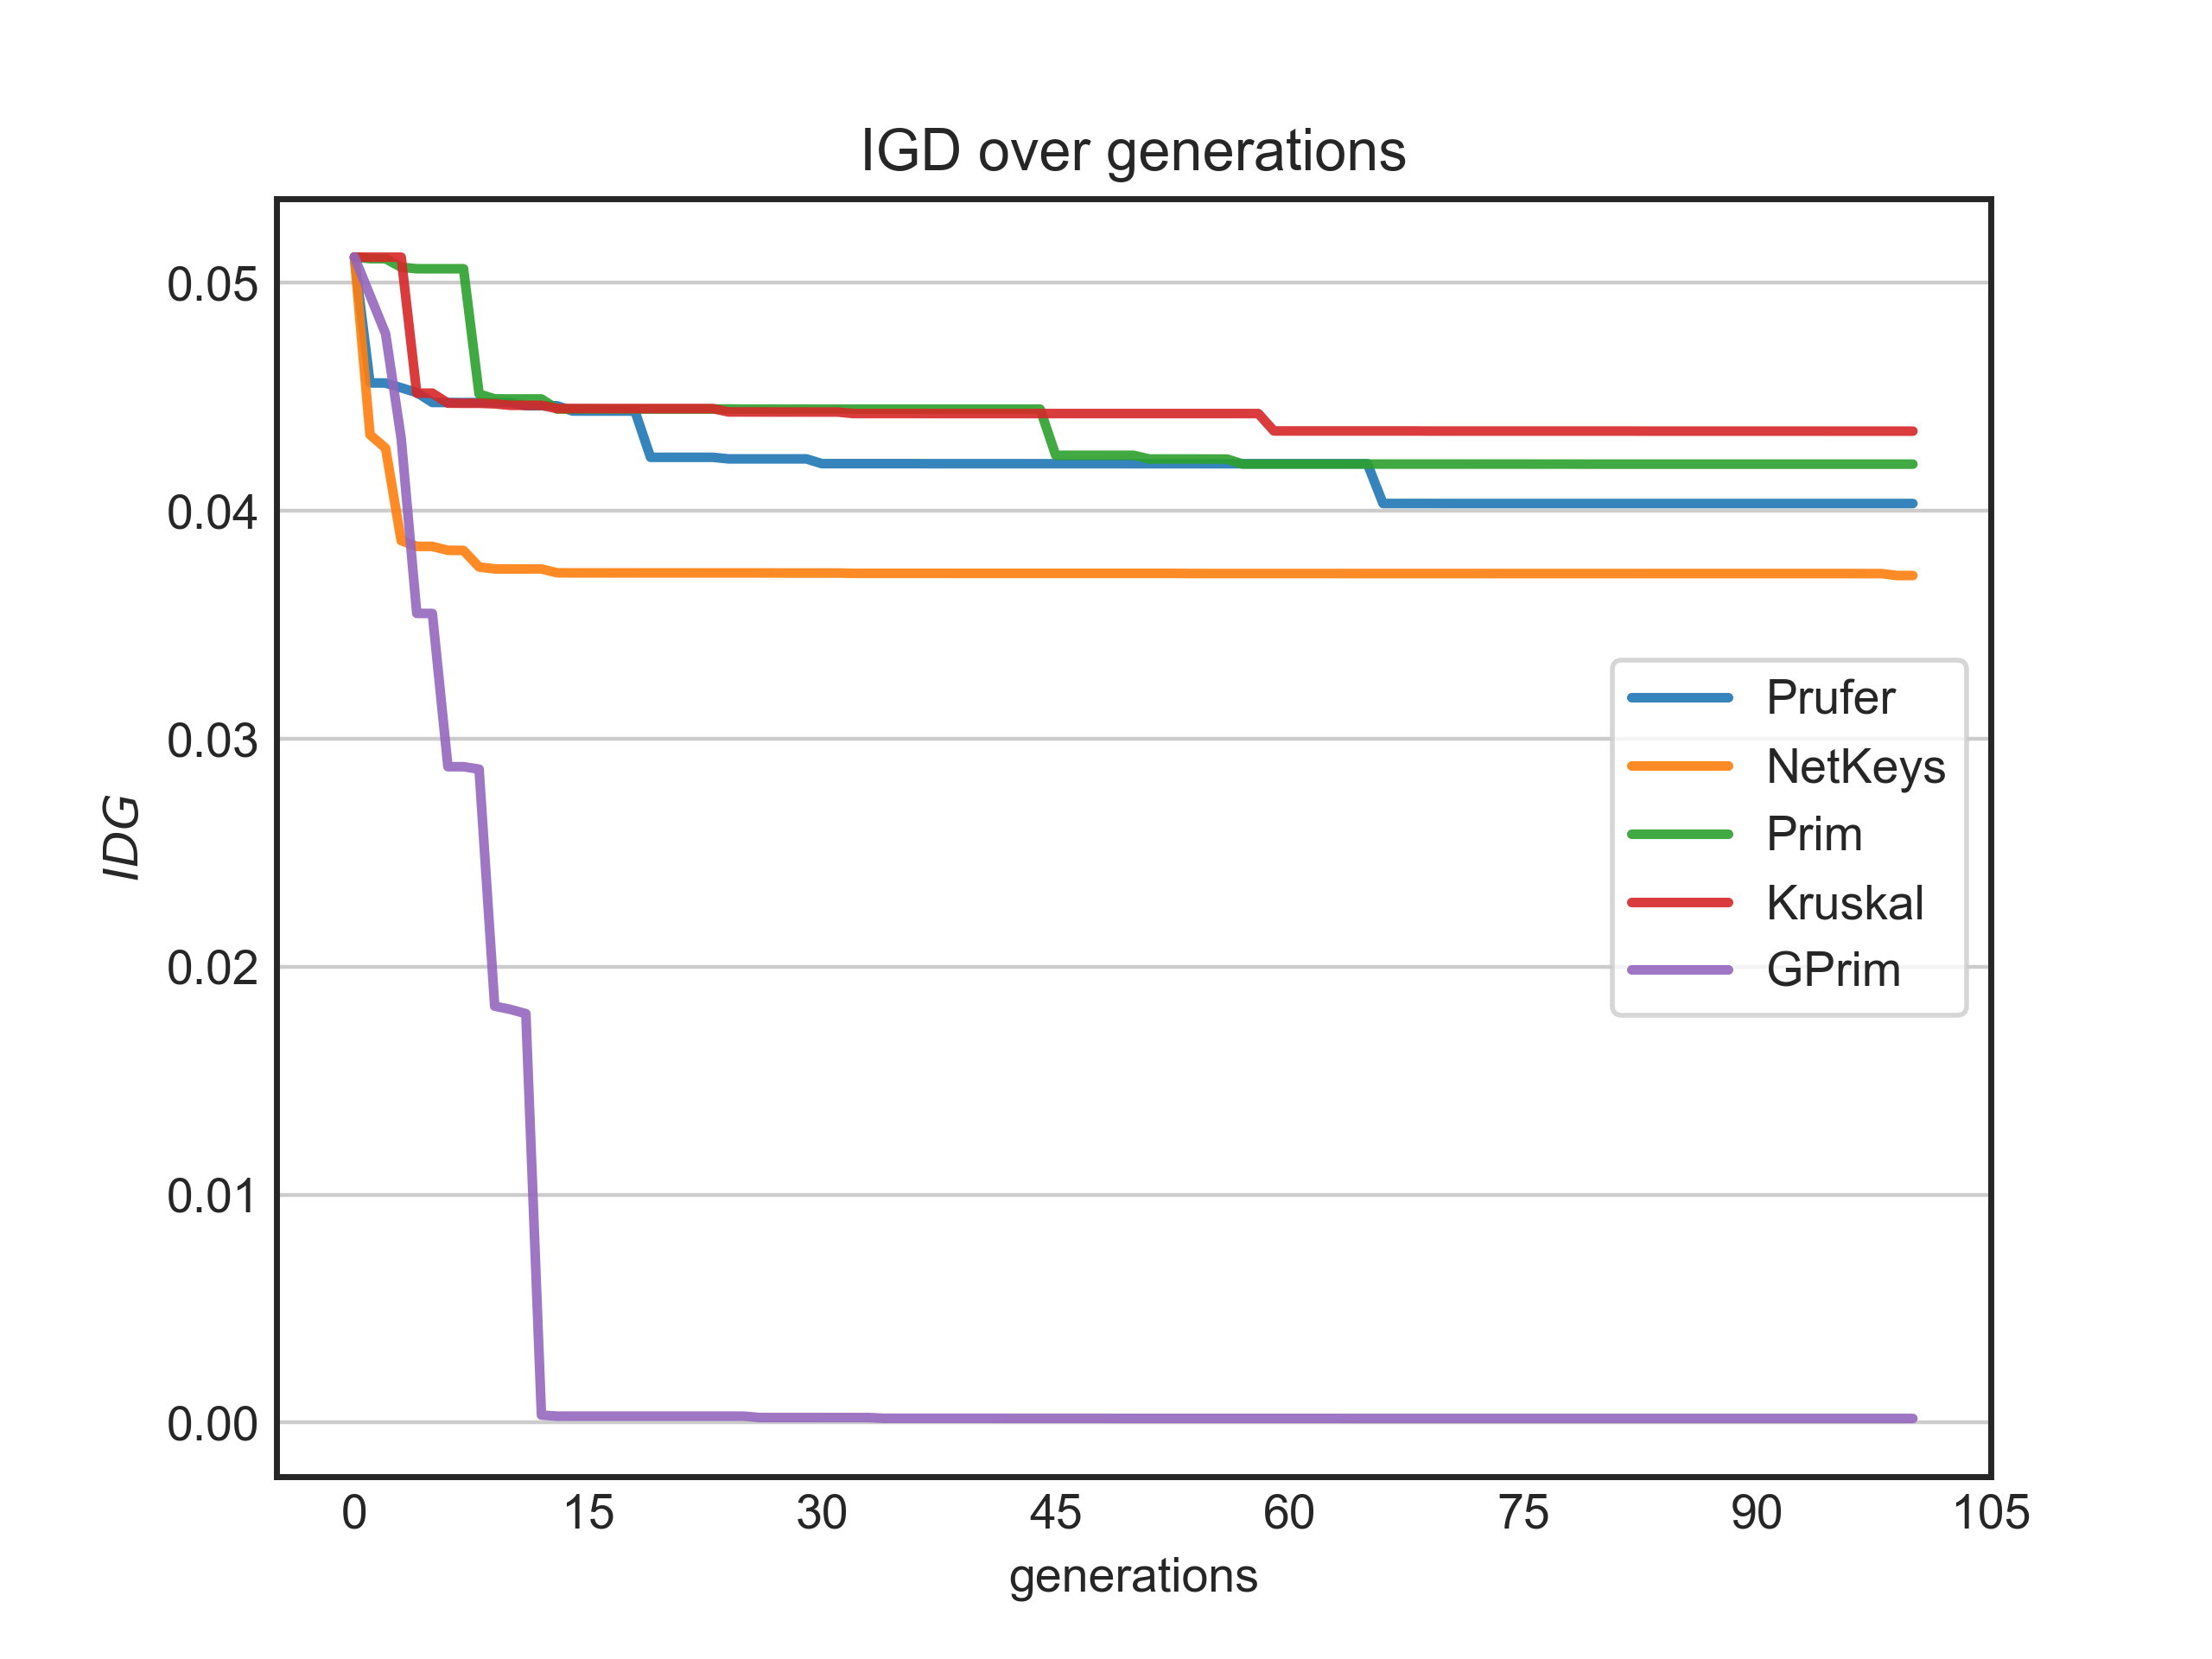 IGD over generations
0.05
0.04
0.03
0.02
0.01
0.00
IDG
0 15 30 45 60 75 90 105
generations
Prufer
NetKeys
Prim
Kruskal
GPrim